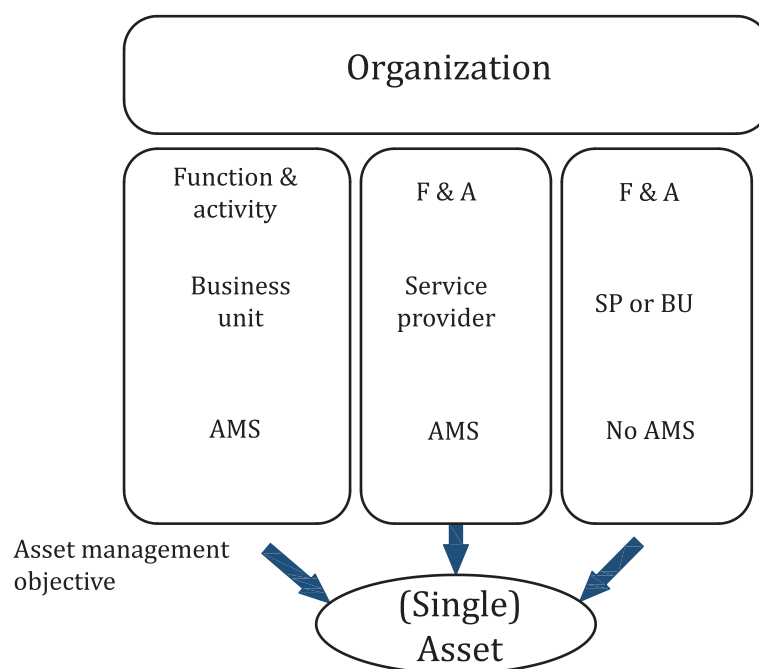 Organization
Function &
activity
Business
unit
AMS
F & A
Service
provider
AMS
F & A
SP or BU
No AMS
Asset management
objective
(Single)
Asset